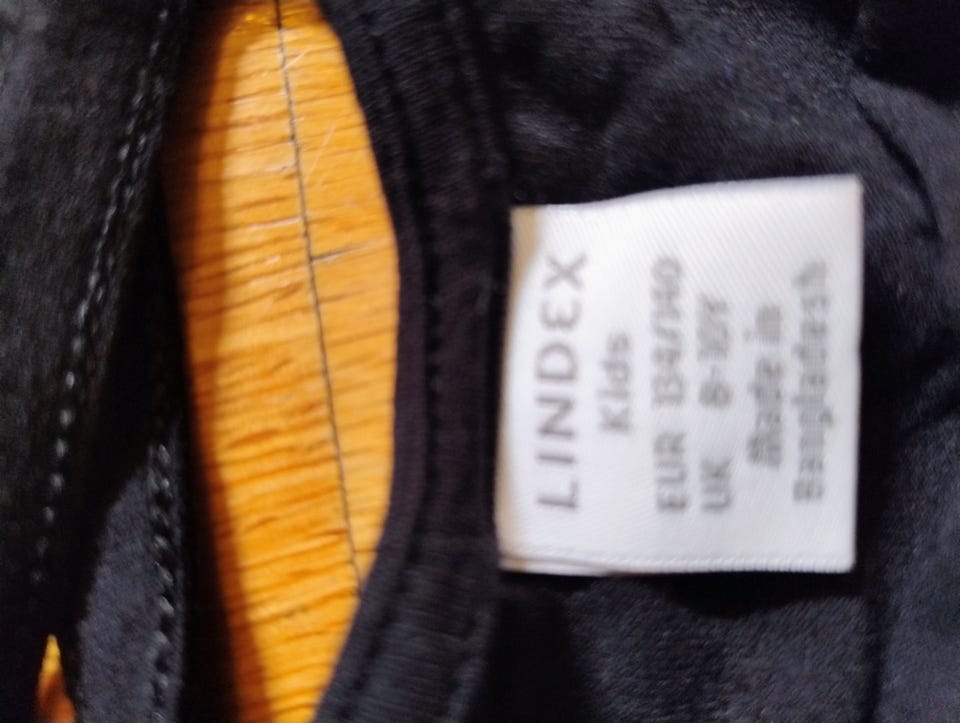 LINDEX
Kids
EUR 134/140
UK 8-10Y
Made in
Bangladesh